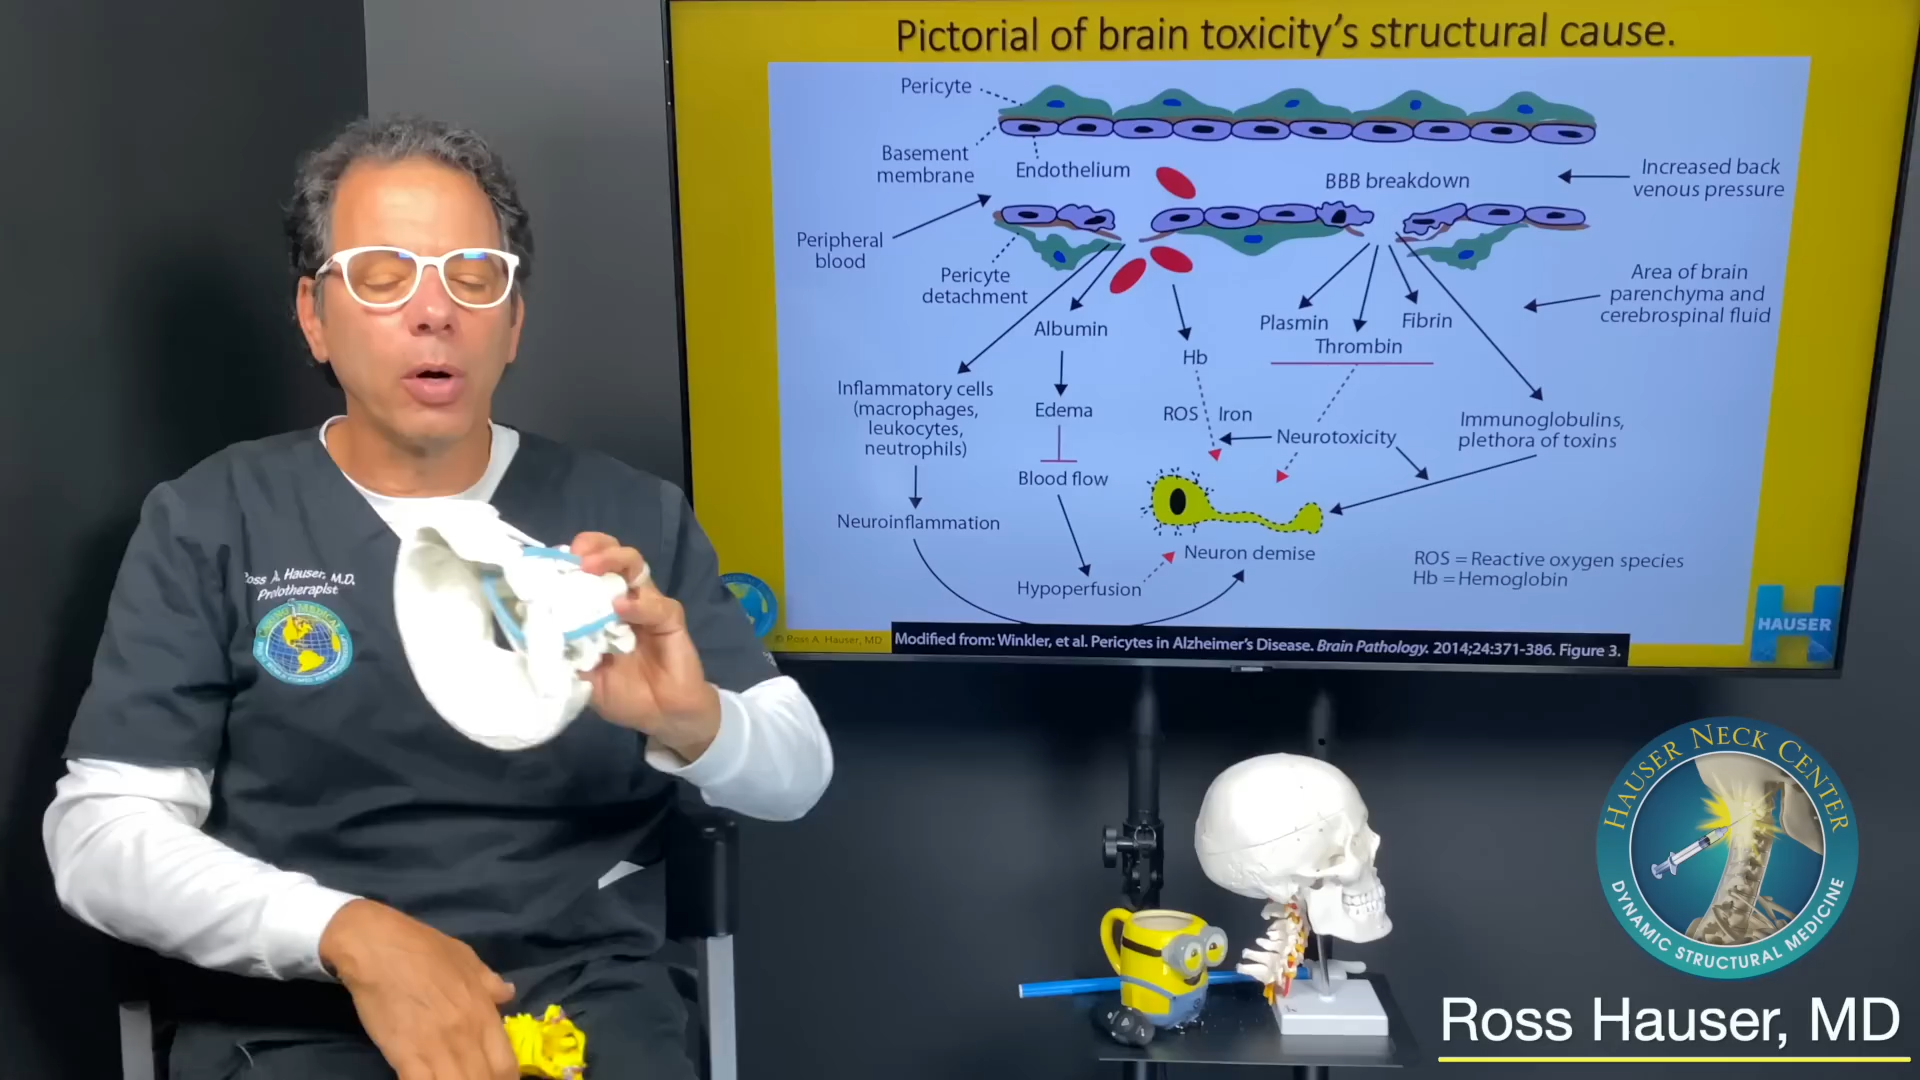 Pictorial of brain toxicity's structural cause.
Pericyte
Basement
membrane
Endothelium
BBB breakdown
Increased back
venous pressure
Peripheral
blood
Pericyte
detachment
Area of brain
parenchyma and
cerebrospinal fluid
Albumin
Plasmin
Fibrin
Thrombin
Hb
Inflammatory cells
(macrophages,
leukocytes,
neutrophils)
Edema
ROS
Iron
Neurotoxicity
Immunoglobulins,
plethora of toxins
Blood flow
Neuroinflammation
Neuron demise
Hypoperfusion
ROS = Reactive oxygen species
Hb = Hemoglobin
HAUSER
© Ross A. Hauser, MD
Modified from: Winkler, et al. Pericytes in Alzheimer's Disease. Brain Pathology. 2014;24:371-386. Figure 3.
Ross A. Hauser, M.D.
Prolotherapist
HAUSER NECK CENTER
DYNAMIC STRUCTURAL MEDICINE
Ross Hauser, MD